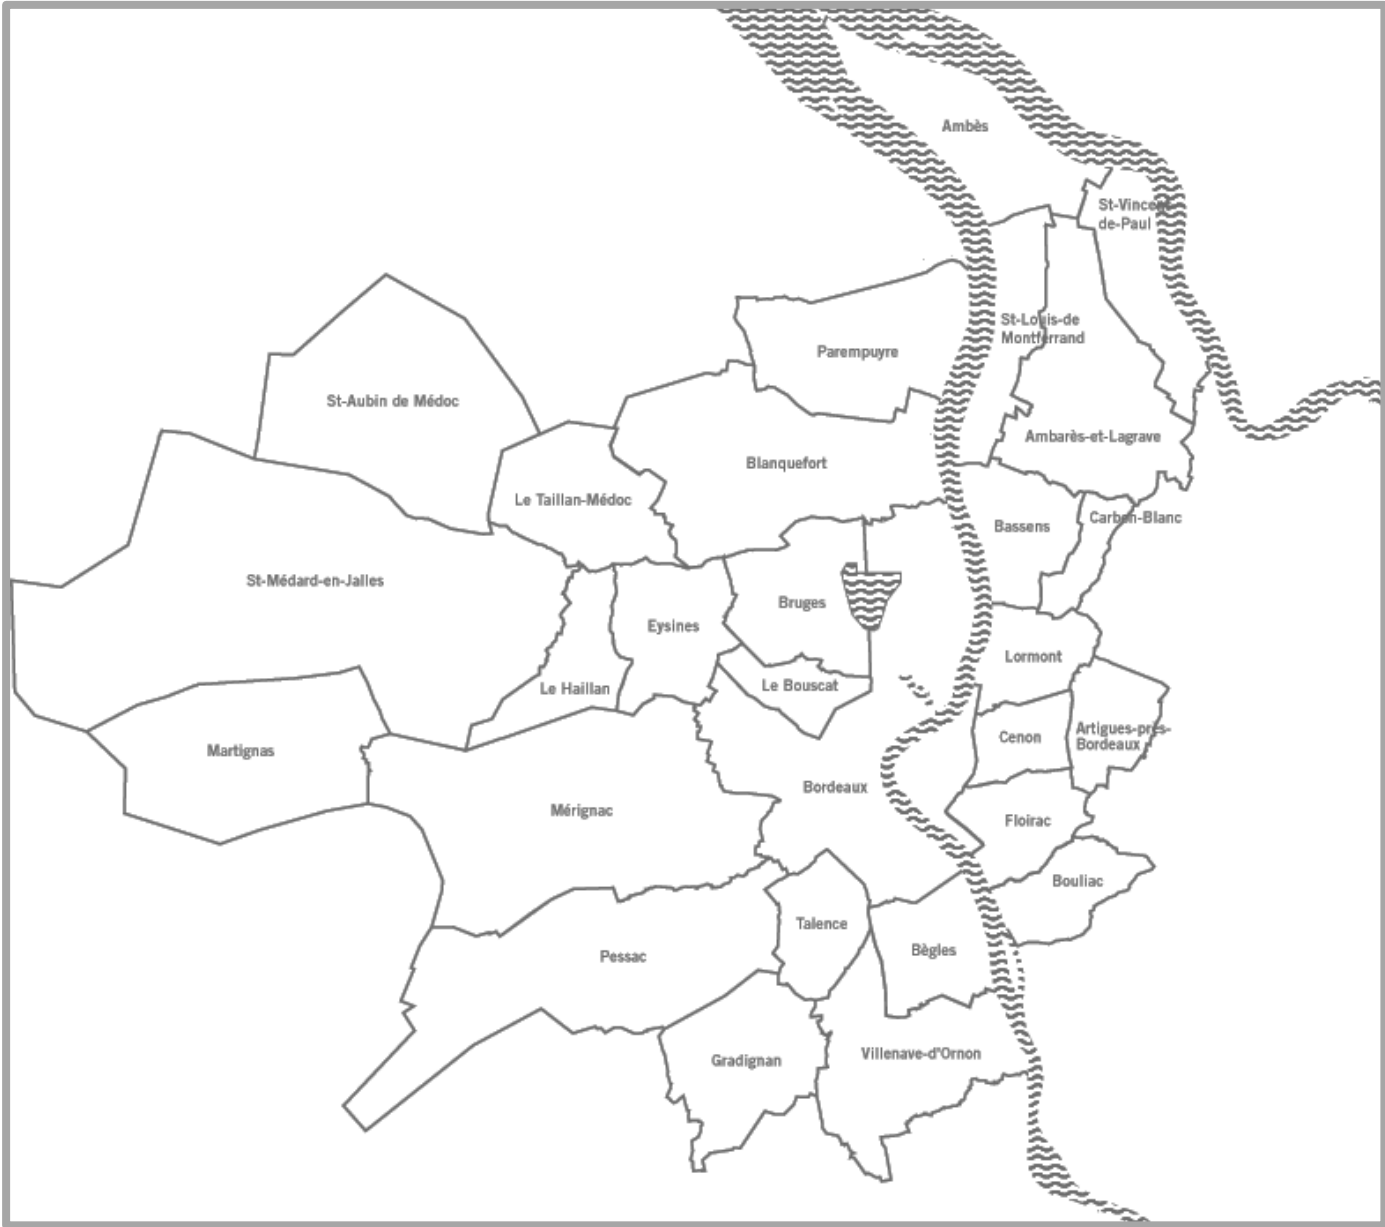 Ambès
St-Vincent-
de-Paul
St-Louis-de
Montferrand
Parempuyre
St-Aubin de Médoc
Ambarès-et-Lagrave
Blanquefort
Le Taillan-Médoc
Carbon-Blanc
Bassens
St-Médard-en-Jalles
Bruges
Eysines
Lormont
Le Bouscat
Le Haillan
Artigues-près-
Bordeaux
Cenon
Martignas
Bordeaux
Mérignac
Floirac
Bouliac
Talence
Bègles
Pessac
Villenave-d'Ornon
Gradignan